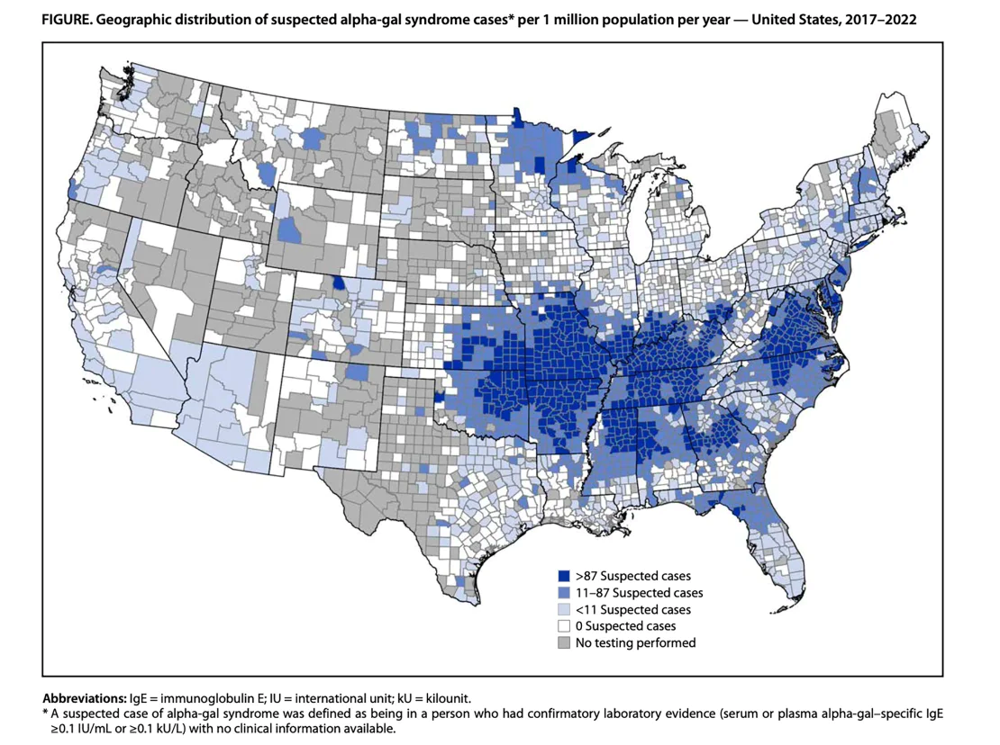 FIGURE. Geographic distribution of suspected alpha-gal syndrome cases* per 1 million population per year — United States, 2017–2022
>87 Suspected cases
11–87 Suspected cases
<11 Suspected cases
0 Suspected cases
No testing performed
Abbreviations: IgE = immunoglobulin E; IU = international unit; kU = kilounit.
* A suspected case of alpha-gal syndrome was defined as being in a person who had confirmatory laboratory evidence (serum or plasma alpha-gal–specific IgE
≥0.1 IU/mL or ≥0.1 kU/L) with no clinical information available.